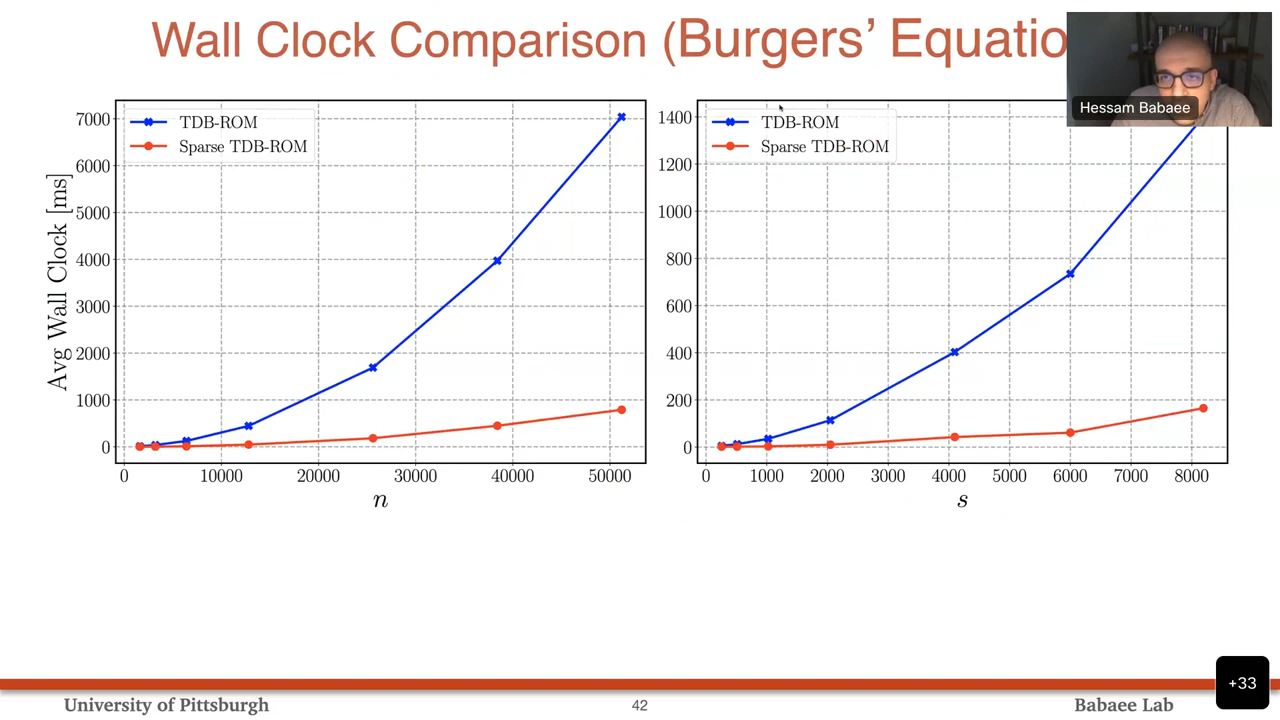 Wall Clock Comparison (Burgers' Equatio
Hessam Babaee
TDB-ROM
Sparse TDB-ROM
7000
6000
5000
4000
3000
2000
1000
0
Avg Wall Clock [ms]
0 10000 20000 30000 40000 50000
n
TDB-ROM
Sparse TDB-ROM
1400
1200
1000
800
600
400
200
0
0 1000 2000 3000 4000 5000 6000 7000 8000
s
+33
University of Pittsburgh
42
Babaee Lab